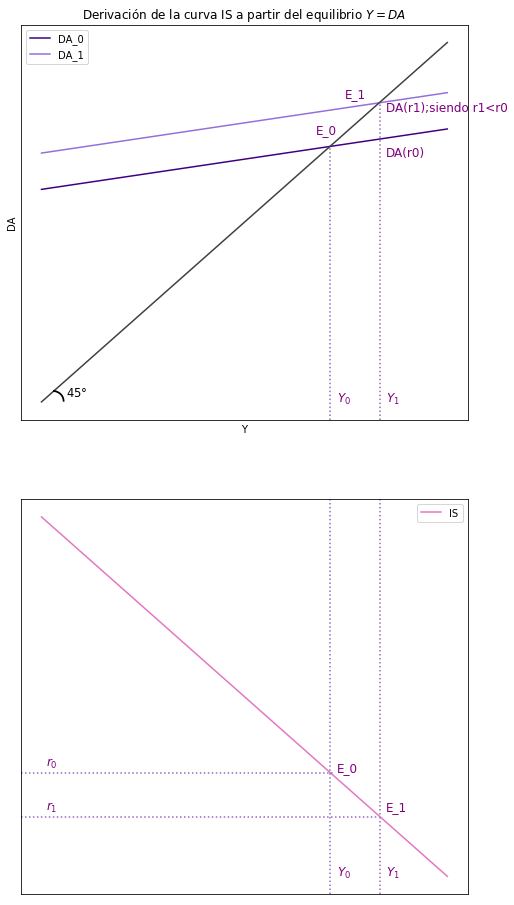 Derivación de la curva IS a partir del equilibrio Y = DA
DA_0
DA_1
E_1
DA(r1);siendo r1<r0
E_0
DA(r0)
DA
45°
Y₀
Y₁
Y
IS
r₀
E_0
r₁
E_1
Y₀
Y₁